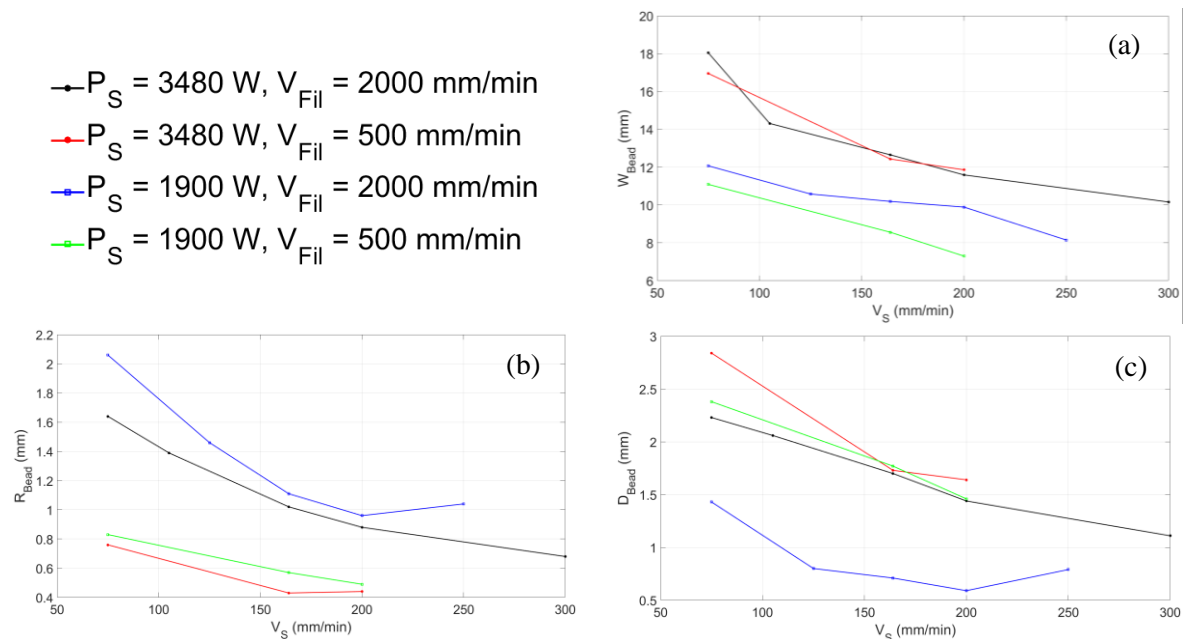 P_S = 3480 W, V_Fil = 2000 mm/min
P_S = 3480 W, V_Fil = 500 mm/min
P_S = 1900 W, V_Fil = 2000 mm/min
P_S = 1900 W, V_Fil = 500 mm/min
(a)
W_Bead (mm)
20
18
16
14
12
10
8
6
50 100 150 200 250 300
V_S (mm/min)
(b)
R_Bead (mm)
2.2
2
1.8
1.6
1.4
1.2
1
0.8
0.6
0.4
50 100 150 200 250 300
V_S (mm/min)
(c)
D_Bead (mm)
3
2.5
2
1.5
1
0.5
50 100 150 200 250 300
V_S (mm/min)